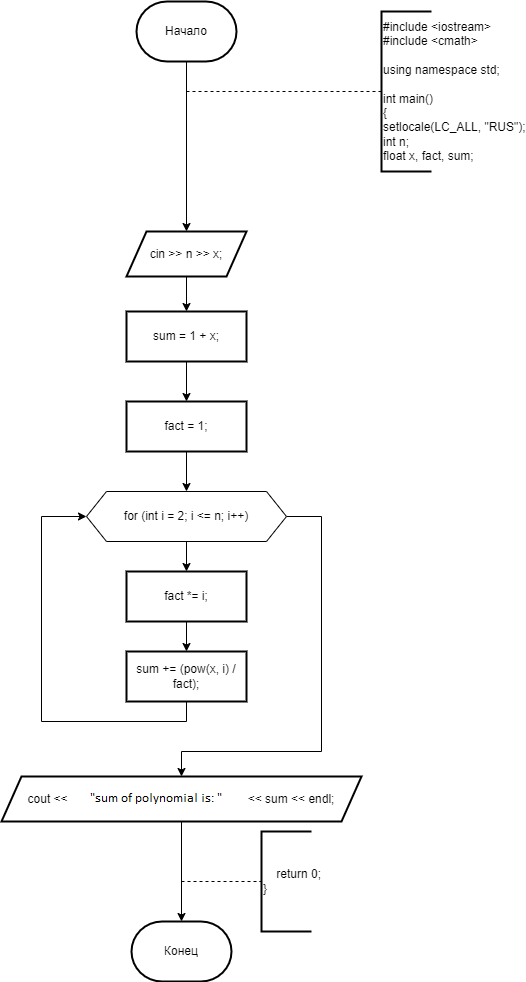 Начало
#include <iostream>
#include <cmath>
using namespace std;
int main()
{
setlocale(LC_ALL, "RUS");
int n;
float x, fact, sum;
cin >> n >> x;
sum = 1 + x;
fact = 1;
for (int i = 2; i <= n; i++)
fact *= i;
sum += (pow(x, i) /
fact);
cout << "sum of polynomial is: " << sum << endl;
return 0;
}
Конец